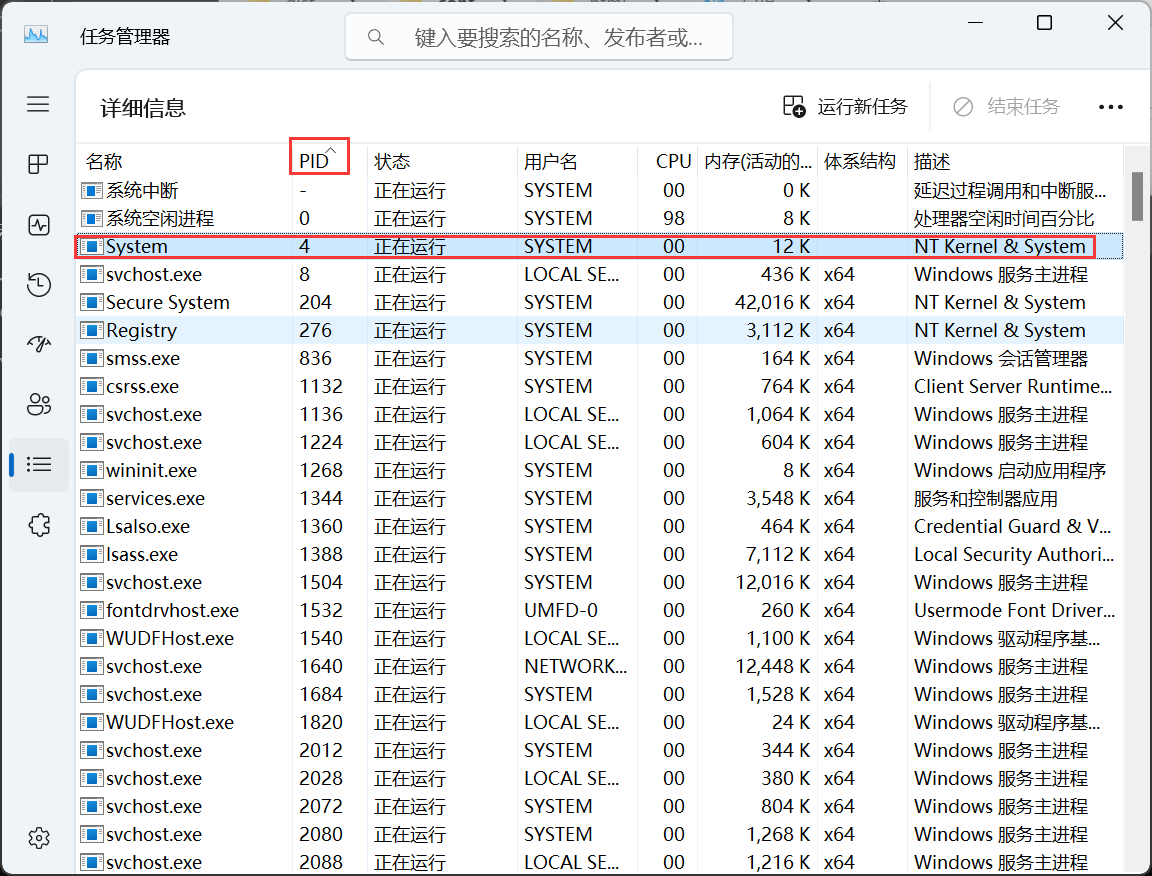 任务管理器 键入要搜索的名称、发布者或...
详细信息 运行新任务 结束任务
名称 PID 状态 用户名 CPU 内存(活动的... 体系结构 描述
系统中断 - 正在运行 SYSTEM 00 0 K 延迟过程调用和中断服...
系统空闲进程 0 正在运行 SYSTEM 98 8 K 处理器空闲时间百分比
System 4 正在运行 SYSTEM 00 12 K NT Kernel & System
svchost.exe 8 正在运行 LOCAL SE... 00 436 K x64 Windows 服务主进程
Secure System 204 正在运行 SYSTEM 00 42,016 K x64 NT Kernel & System
Registry 276 正在运行 SYSTEM 00 3,112 K x64 NT Kernel & System
smss.exe 836 正在运行 SYSTEM 00 164 K x64 Windows 会话管理器
csrss.exe 1132 正在运行 SYSTEM 00 764 K x64 Client Server Runtime...
svchost.exe 1136 正在运行 LOCAL SE... 00 1,064 K x64 Windows 服务主进程
svchost.exe 1224 正在运行 LOCAL SE... 00 604 K x64 Windows 服务主进程
wininit.exe 1268 正在运行 SYSTEM 00 8 K x64 Windows 启动应用程序
services.exe 1344 正在运行 SYSTEM 00 3,548 K x64 服务和控制器应用
LsaIso.exe 1360 正在运行 SYSTEM 00 464 K x64 Credential Guard & V...
lsass.exe 1388 正在运行 SYSTEM 00 7,112 K x64 Local Security Authori...
svchost.exe 1504 正在运行 SYSTEM 00 12,016 K x64 Windows 服务主进程
fontdrvhost.exe 1532 正在运行 UMFD-0 00 260 K x64 Usermode Font Driver...
WUDFHost.exe 1540 正在运行 LOCAL SE... 00 1,100 K x64 Windows 驱动程序基...
svchost.exe 1640 正在运行 NETWORK... 00 12,448 K x64 Windows 服务主进程
svchost.exe 1684 正在运行 SYSTEM 00 1,528 K x64 Windows 服务主进程
WUDFHost.exe 1820 正在运行 LOCAL SE... 00 24 K x64 Windows 驱动程序基...
svchost.exe 2012 正在运行 SYSTEM 00 344 K x64 Windows 服务主进程
svchost.exe 2028 正在运行 LOCAL SE... 00 380 K x64 Windows 服务主进程
svchost.exe 2072 正在运行 SYSTEM 00 804 K x64 Windows 服务主进程
svchost.exe 2080 正在运行 SYSTEM 00 1,268 K x64 Windows 服务主进程
svchost.exe 2088 正在运行 LOCAL SE... 00 1,216 K x64 Windows 服务主进程